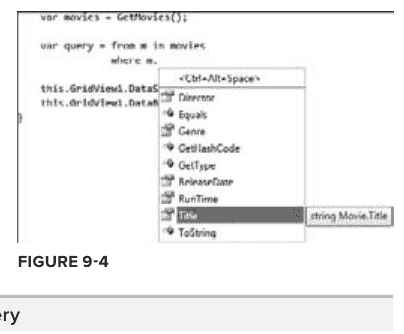 var movies = GetMovies();
var query = from m in movies
where m.
<Ctrl+Alt+Space>
this.GridView1.DataS
Director
this.GridView1.DataB
Equals
}
Genre
GetHashCode
GetType
ReleaseDate
RunTime
Title
string Movie.Title
ToString
FIGURE 9-4
ery